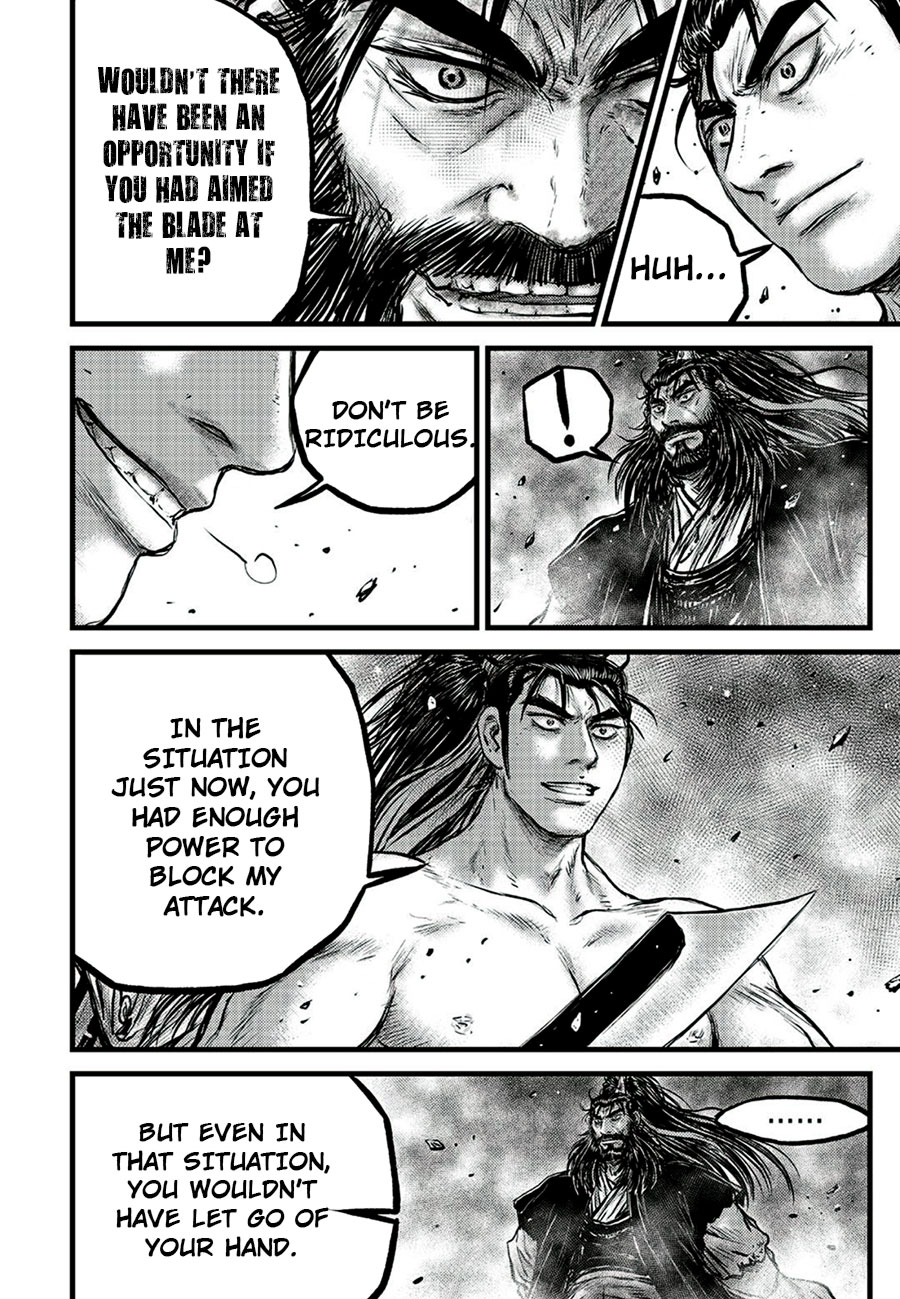 WOULDN'T THERE
HAVE BEEN AN
OPPORTUNITY IF
YOU HAD AIMED
THE BLADE AT
ME?
HUH...
DON'T BE
RIDICULOUS.
!
IN THE
SITUATION
JUST NOW, YOU
HAD ENOUGH
POWER TO
BLOCK MY
ATTACK.
BUT EVEN IN
THAT SITUATION,
YOU WOULDN'T
HAVE LET GO OF
YOUR HAND.
......